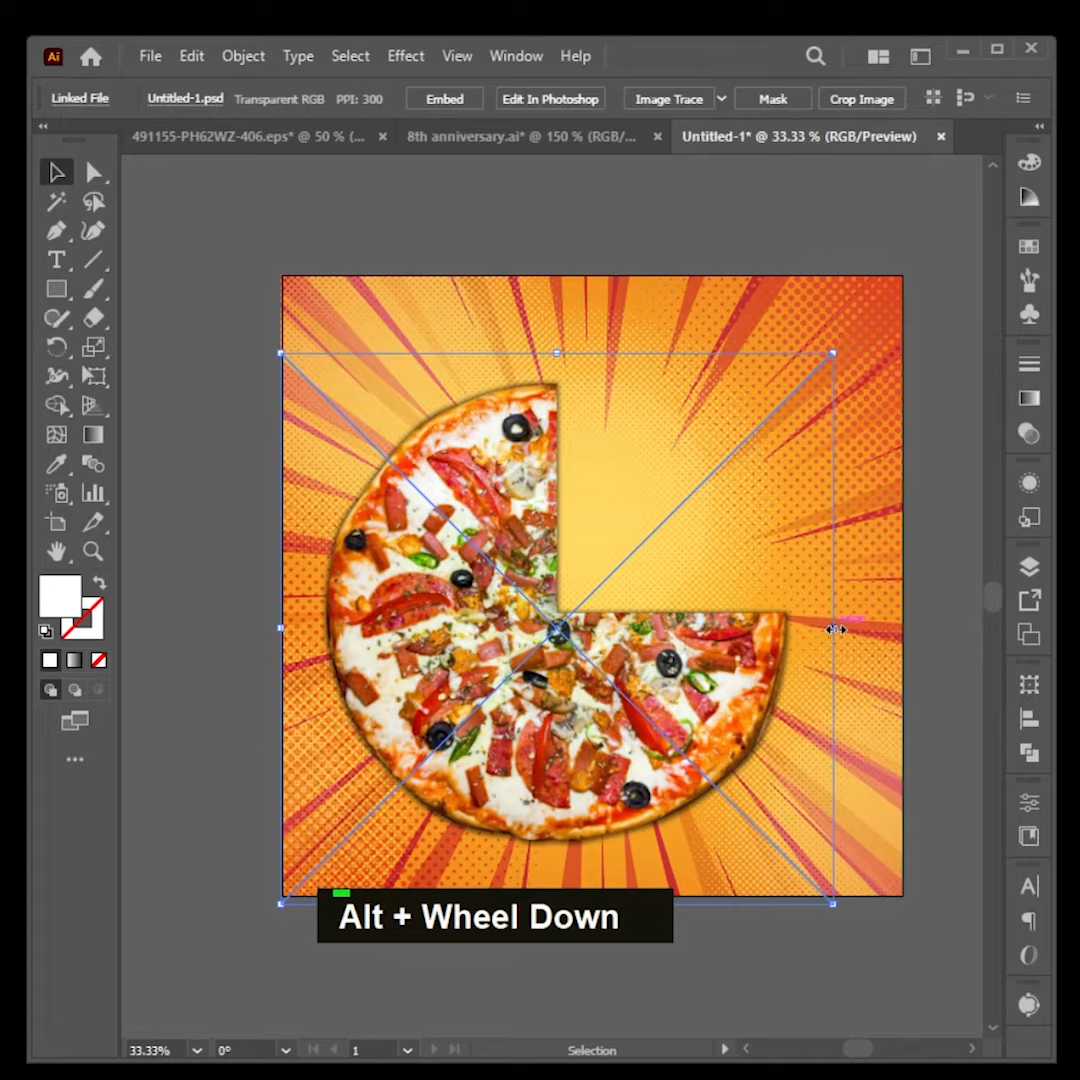 Ai File Edit Object Type Select Effect View Window Help
Linked File Untitled-1.psd Transparent RGB PPI: 300 Embed Edit In Photoshop Image Trace Mask Crop Image
491155-PH62WZ-406.eps* @ 50 % (... × 8th anniversary.ai* @ 150 % (RGB/... × Untitled-1* @ 33.33 % (RGB/Preview) ×
Alt + Wheel Down
33.33% 0° 1 Selection